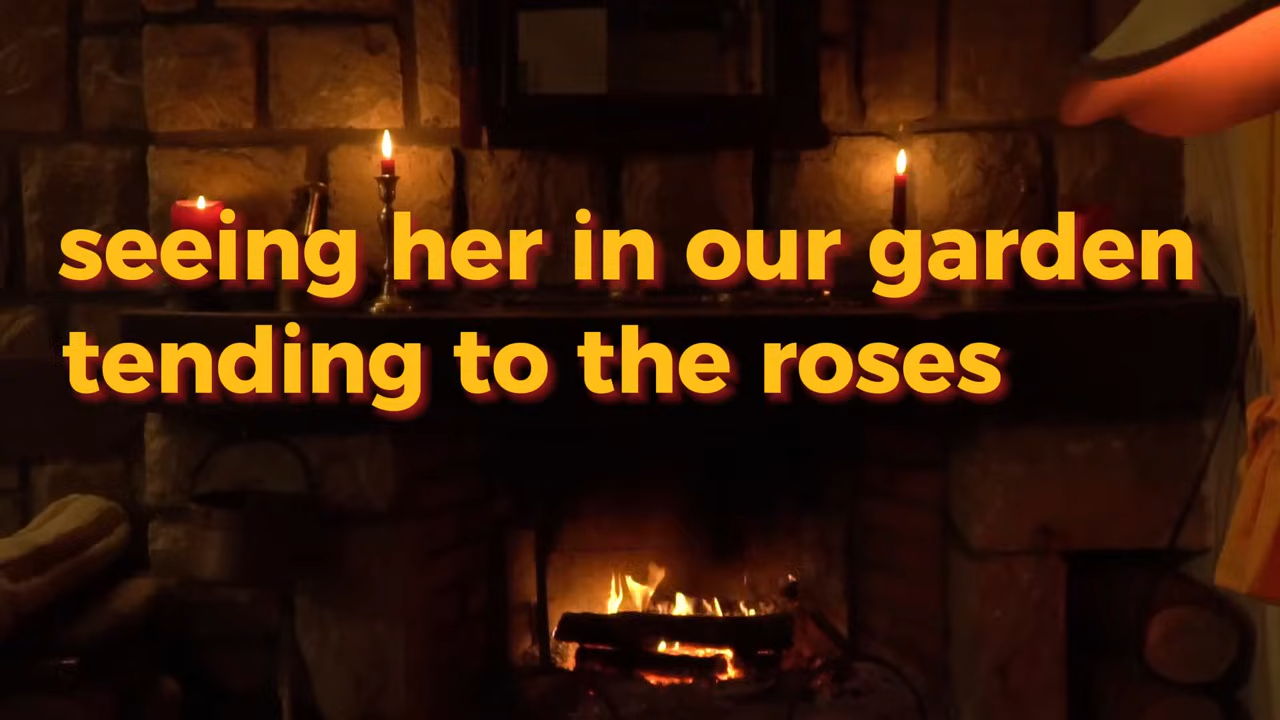 seeing her in our garden
tending to the roses